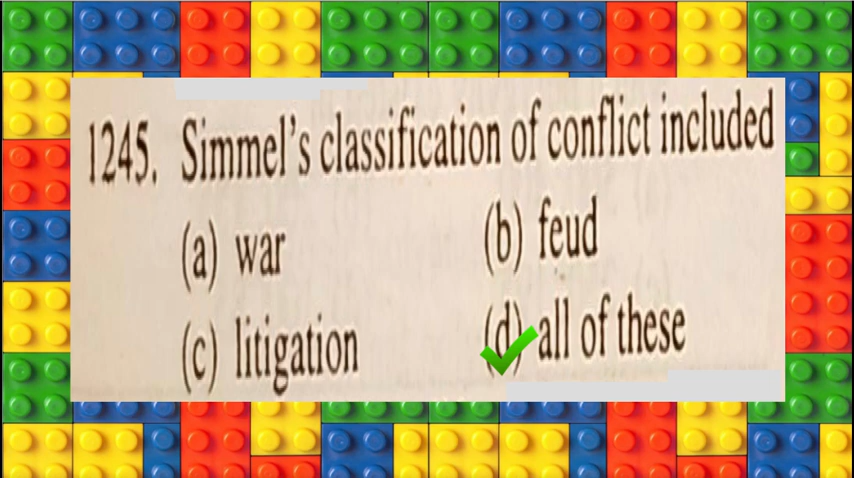 1245. Simmel's classification of conflict included
(a) war (b) feud
(c) litigation (d) all of these